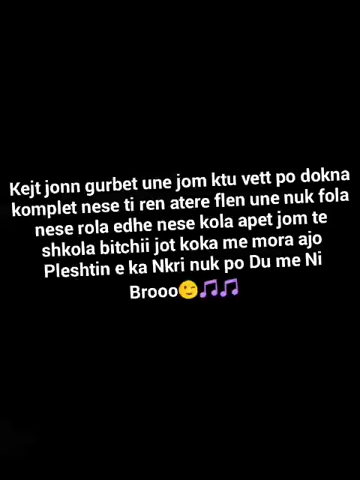 Kejt jonn gurbet une jom ktu vett po dokna
komplet nese ti ren atere flen une nuk fola
nese rola edhe nese kola apet jom te
shkola bitchii jot koka me mora ajo
Pleshtin e ka Nkri nuk po Du me Ni
Brooo😉🎵🎵